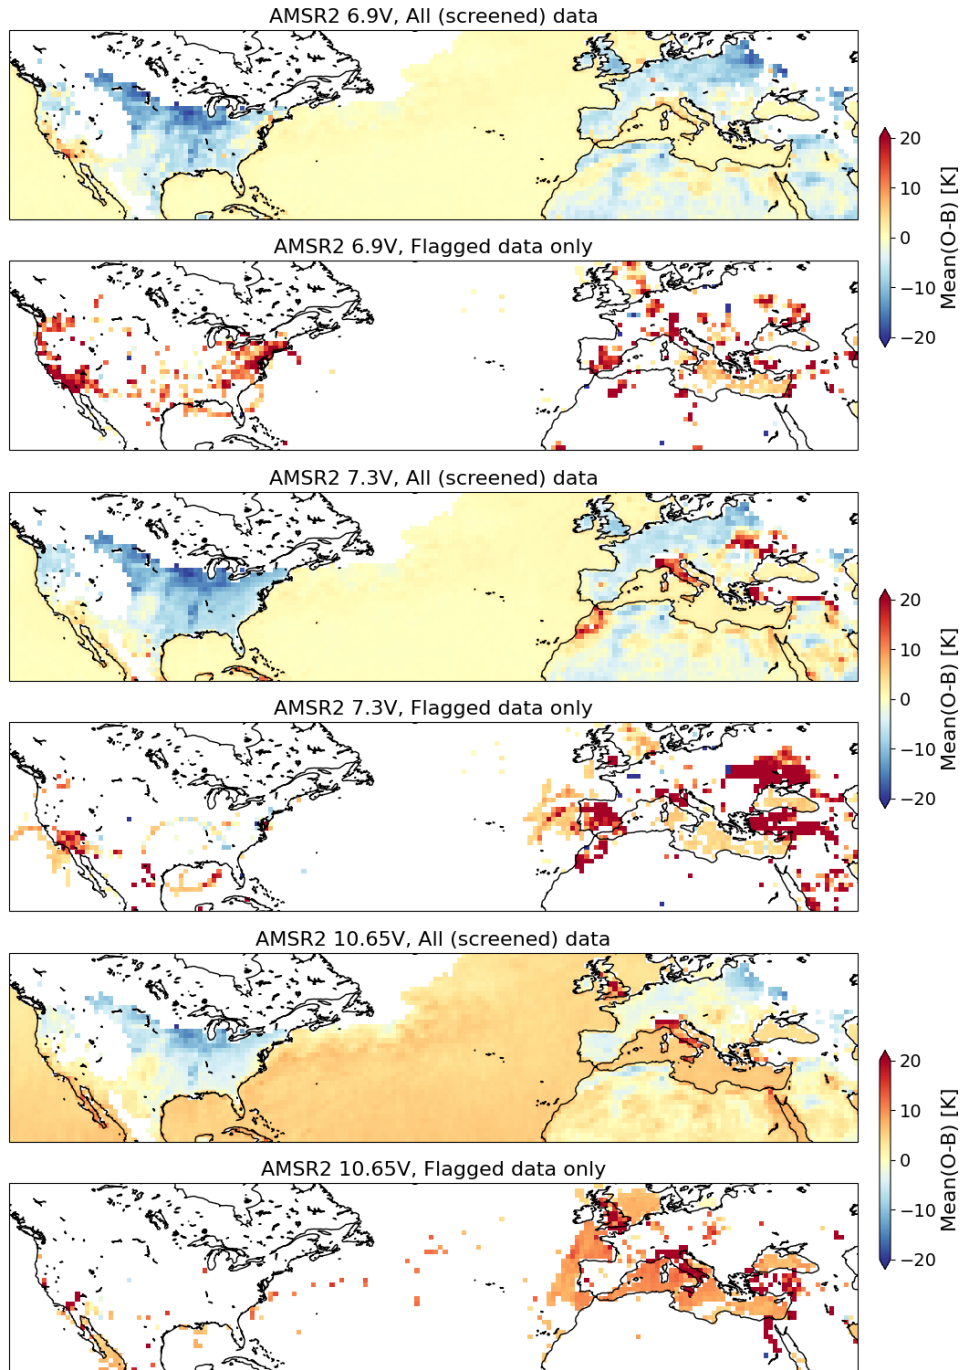 AMSR2 6.9V, All (screened) data
AMSR2 6.9V, Flagged data only
20
10
0
−10
−20
Mean(O-B) [K]
AMSR2 7.3V, All (screened) data
AMSR2 7.3V, Flagged data only
20
10
0
−10
−20
Mean(O-B) [K]
AMSR2 10.65V, All (screened) data
AMSR2 10.65V, Flagged data only
20
10
0
−10
−20
Mean(O-B) [K]